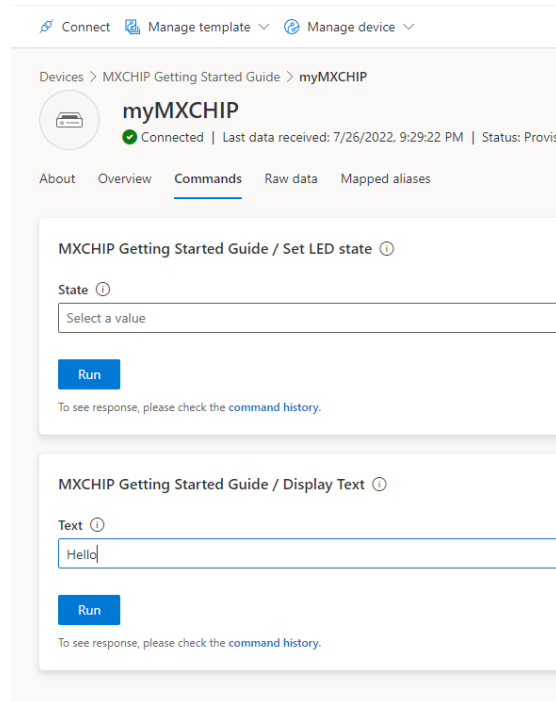 Connect Manage template Manage device
Devices > MXCHIP Getting Started Guide > myMXCHIP
myMXCHIP
Connected | Last data received: 7/26/2022, 9:29:22 PM | Status: Provis
About Overview Commands Raw data Mapped aliases
MXCHIP Getting Started Guide / Set LED state
State
Select a value
Run
To see response, please check the command history.
MXCHIP Getting Started Guide / Display Text
Text
Hello
Run
To see response, please check the command history.